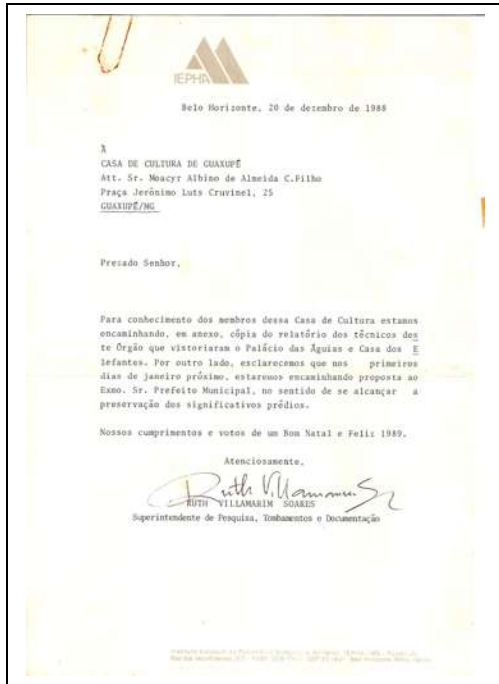 IEPHA
Belo Horizonte, 20 de dezembro de 1988
À
CASA DE CULTURA DE GUAXUPÉ
Att. Sr. Moacyr Albino de Almeida C.Filho
Praça Jerônimo Luts Cruvinel, 25
GUAXUPÉ/MG
Presado Senhor,
Para conhecimento dos membros dessa Casa de Cultura estamos
encaminhando, em anexo, cópia do relatório dos técnicos des
te Órgão que vistoriaram o Palácio das Águias e Casa dos E
lefantes. Por outro lado, esclarecemos que nos primeiros
dias de janeiro próximo, estaremos encaminhando proposta ao
Exmo. Sr. Prefeito Municipal, no sentido de se alcançar a
preservação dos significativos prédios.
Nossos cumprimentos e votos de um Bom Natal e Feliz 1989.
Atenciosamente,
Ruth Villamarim
RUTH VILLAMARIM SOARES
Superintendente de Pesquisa, Tombamentos e Documentação